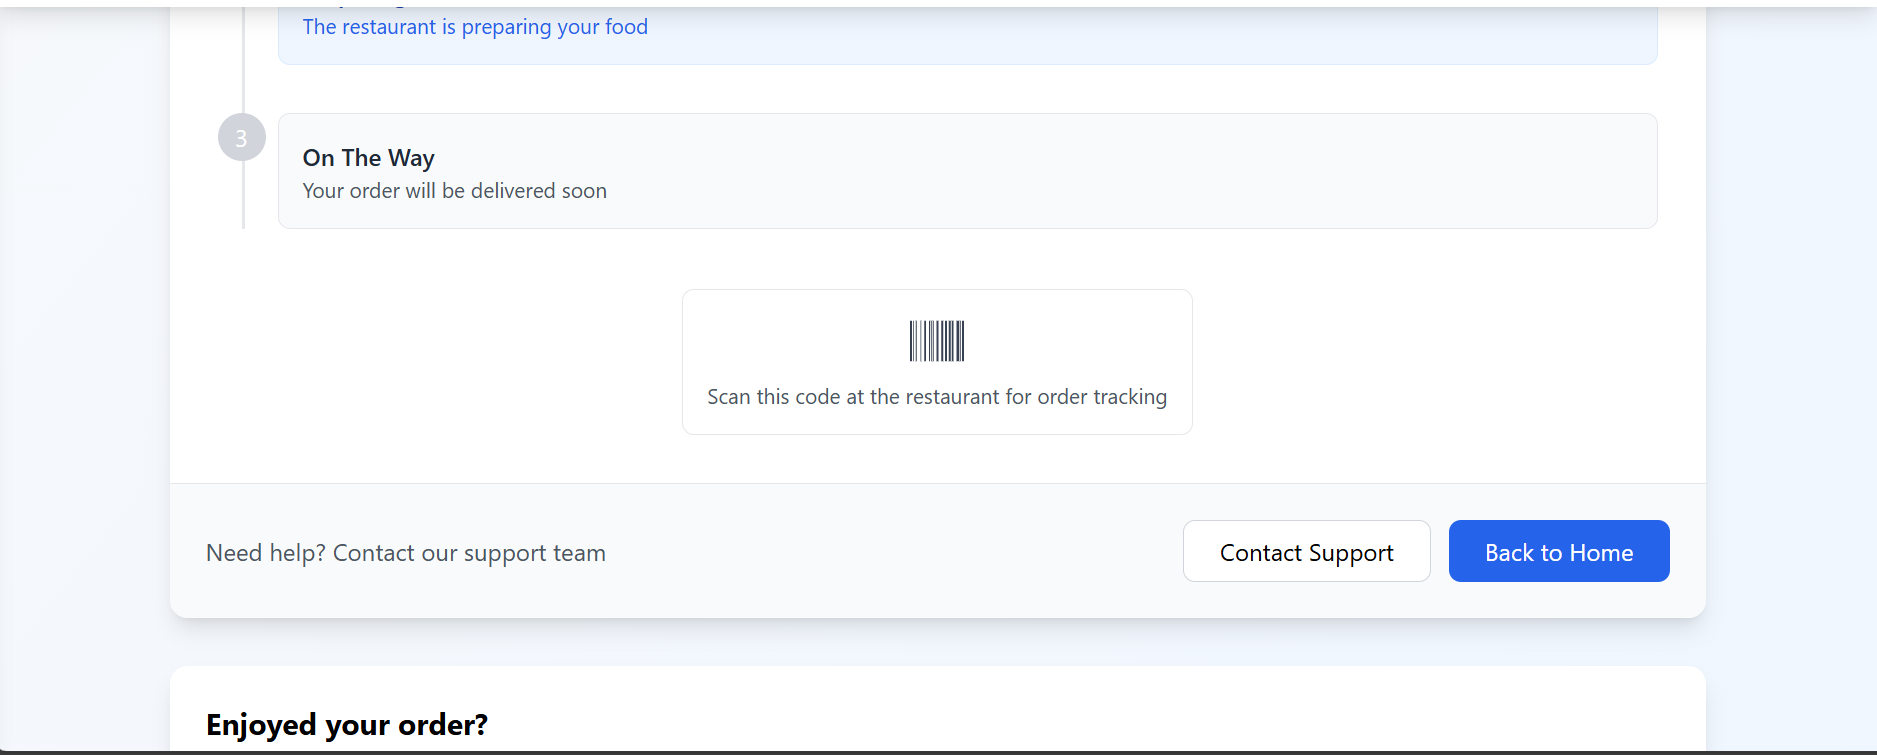 The restaurant is preparing your food
3
On The Way
Your order will be delivered soon
Scan this code at the restaurant for order tracking
Need help? Contact our support team
Contact Support
Back to Home
Enjoyed your order?